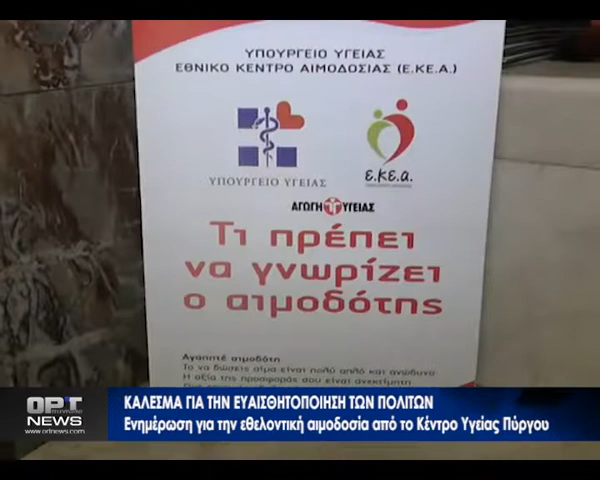 ΥΠΟΥΡΓΕΙΟ ΥΓΕΙΑΣ
ΕΘΝΙΚΟ ΚΕΝΤΡΟ ΑΙΜΟΔΟΣΙΑΣ (Ε.ΚΕ.Α.)
ΥΠΟΥΡΓΕΙΟ ΥΓΕΙΑΣ
ε.κε.α.
ΑΓΩΓΗ ΥΓΕΙΑΣ
Τι πρέπει
να γνωρίζει
ο αιμοδότης
Αγαπητέ αιμοδότη
Το να δώσεις αίμα είναι πολύ απλό και ανώδυνο
Η αξία της προσφοράς σου είναι ανεκτίμητη
ΟΡΤ
NEWS
www.ortnews.com
ΚΑΛΕΣΜΑ ΓΙΑ ΤΗΝ ΕΥΑΙΣΘΗΤΟΠΟΙΗΣΗ ΤΩΝ ΠΟΛΙΤΩΝ
Ενημέρωση για την εθελοντική αιμοδοσία από το Κέντρο Υγείας Πύργου